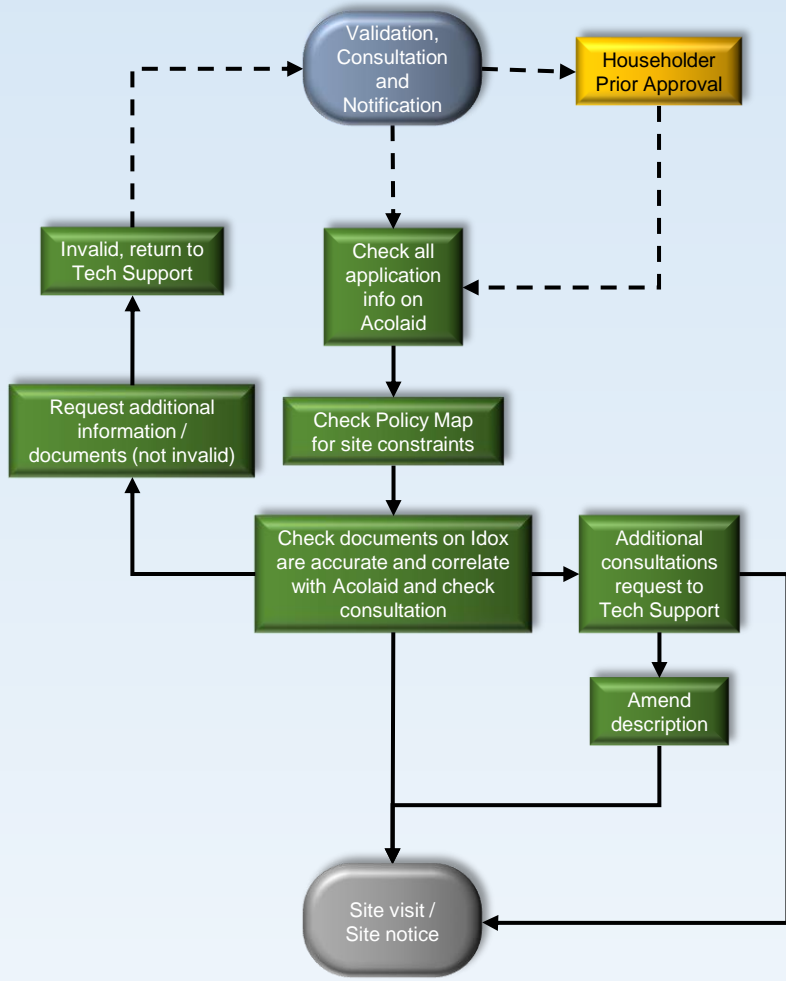 Validation,
Consultation
and
Notification
Householder
Prior Approval
Invalid, return to
Tech Support
Check all
application
info on
Acolaid
Request additional
information /
documents (not invalid)
Check Policy Map
for site constraints
Check documents on Idox
are accurate and correlate
with Acolaid and check
consultation
Additional
consultations
request to
Tech Support
Amend
description
Site visit /
Site notice